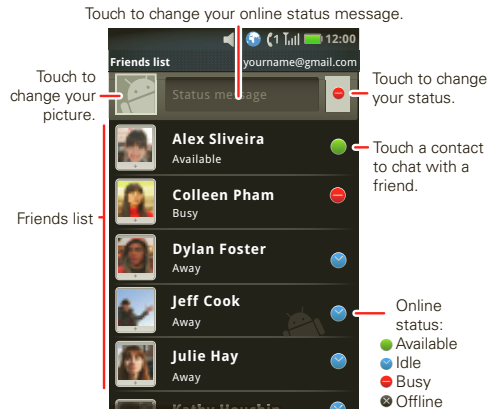 Touch to change your online status message.
12:00
Friends list
yourname@gmail.com
Touch to
change your
picture.
Status message
Touch to change
your status.
Alex Sliveira
Available
Touch a contact
to chat with a
friend.
Colleen Pham
Busy
Friends list
Dylan Foster
Away
Jeff Cook
Away
Online
status:
Available
Idle
Busy
Offline
Julie Hay
Away
Kathy Houchin